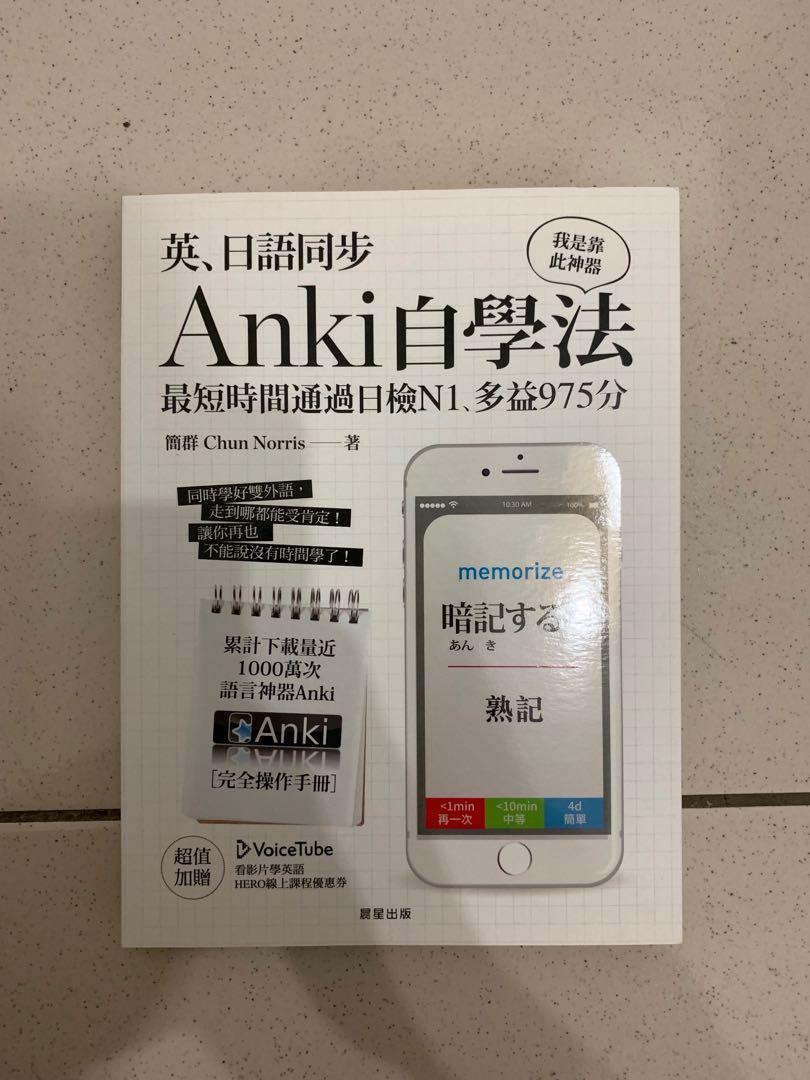 英、日語同步
我是靠
此神器
Anki自學法
最短時間通過日檢N1、多益975分
簡群 Chun Norris——著
同時學好雙外語，
走到哪都能受肯定！
讓你再也
不能說沒有時間學了！
累計下載量近
1000萬次
語言神器Anki
Anki
[完全操作手冊]
超值
加贈
VoiceTube
看影片學英語
HERO線上課程優惠券
10:30 AM
100%
memorize
暗記する
あん き
熟記
<1min
再一次
<10min
中等
4d
簡單
晨星出版